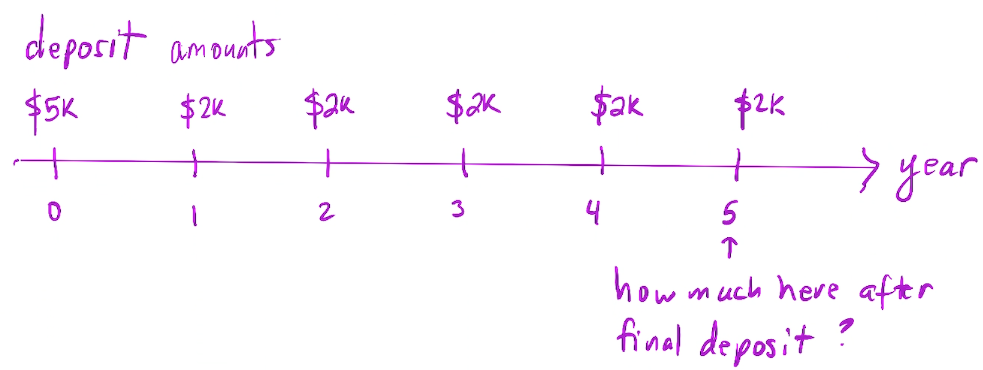 deposit amounts
$5K $2K $2K $2K $2K $2K
year
0 1 2 3 4 5
↑
how much here after
final deposit?